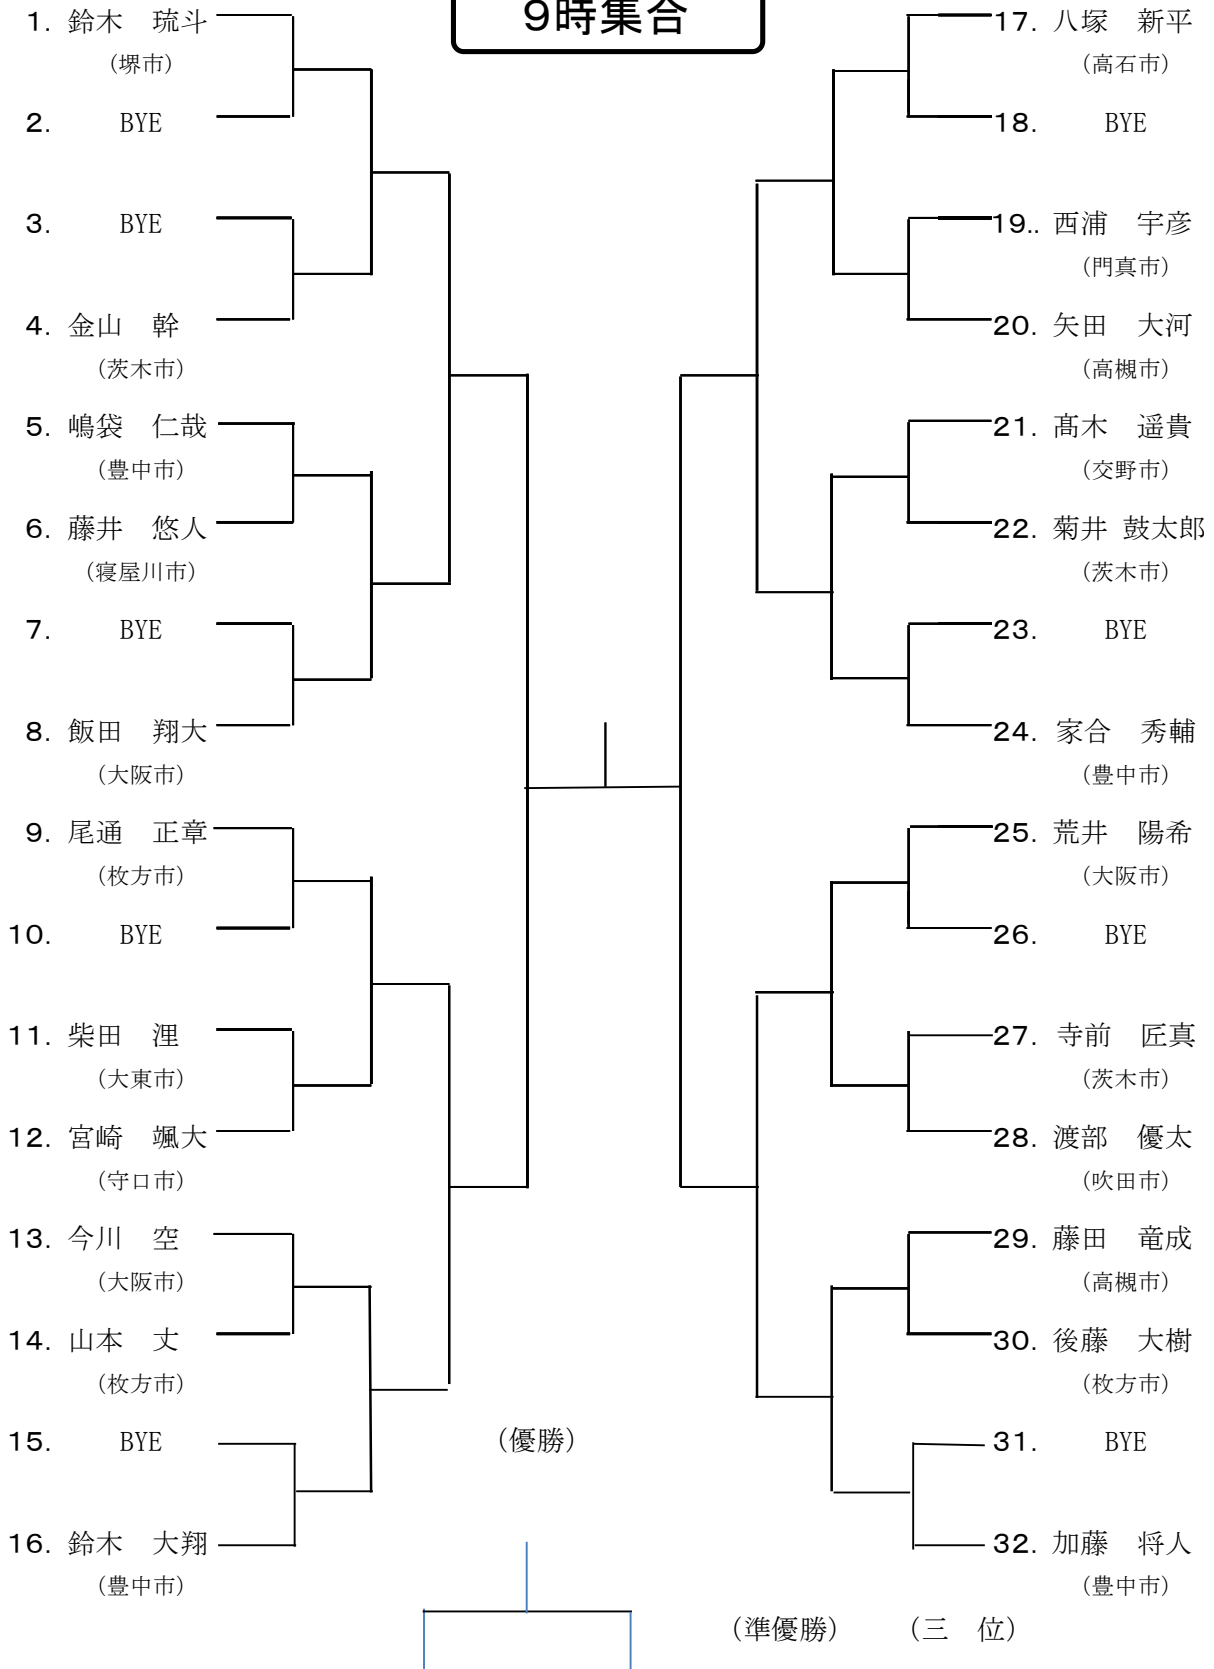 9時集合
1. 鈴木　琉斗
（堺市）
2. BYE
3. BYE
4. 金山　幹
（茨木市）
5. 嶋袋　仁哉
（豊中市）
6. 藤井　悠人
（寝屋川市）
7. BYE
8. 飯田　翔大
（大阪市）
9. 尾通　正章
（枚方市）
10. BYE
11. 柴田　浬
（大東市）
12. 宮崎　颯大
（守口市）
13. 今川　空
（大阪市）
14. 山本　丈
（枚方市）
15. BYE
16. 鈴木　大翔
（豊中市）
17. 八塚　新平
（高石市）
18. BYE
19.. 西浦　宇彦
（門真市）
20. 矢田　大河
（高槻市）
21. 髙木　遥貴
（交野市）
22. 菊井 鼓太郎
（茨木市）
23. BYE
24. 家合　秀輔
（豊中市）
25. 荒井　陽希
（大阪市）
26. BYE
27. 寺前　匠真
（茨木市）
28. 渡部　優太
（吹田市）
29. 藤田　竜成
（高槻市）
30. 後藤　大樹
（枚方市）
31. BYE
32. 加藤　将人
（豊中市）
（優勝）
（準優勝）
（三　位）